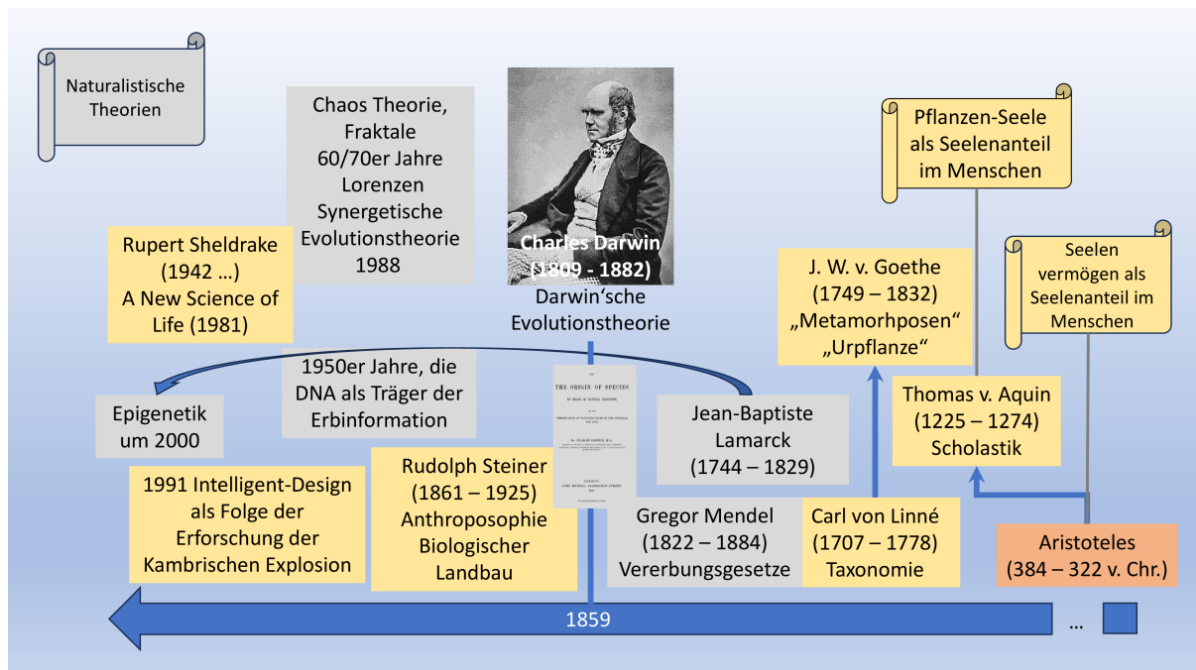 Naturalistische
Theorien
Chaos Theorie,
Fraktale
60/70er Jahre
Lorenzen
Synergetische
Evolutionstheorie
1988
Charles Darwin
(1809 - 1882)
Darwin‘sche
Evolutionstheorie
Pflanzen-Seele
als Seelenanteil
im Menschen
Rupert Sheldrake
(1942 ...)
A New Science of
Life (1981)
J. W. v. Goethe
(1749 – 1832)
„Metamorhposen“
„Urpflanze“
Seelen
vermögen als
Seelenanteil im
Menschen
Epigenetik
um 2000
1950er Jahre, die
DNA als Träger der
Erbinformation
THE ORIGIN OF SPECIES
Jean-Baptiste
Lamarck
(1744 – 1829)
Thomas v. Aquin
(1225 – 1274)
Scholastik
1991 Intelligent-Design
als Folge der
Erforschung der
Kambrischen Explosion
Rudolph Steiner
(1861 – 1925)
Anthroposophie
Biologischer
Landbau
Gregor Mendel
(1822 – 1884)
Vererbungsgesetze
Carl von Linné
(1707 – 1778)
Taxonomie
Aristoteles
(384 – 322 v. Chr.)
1859
...